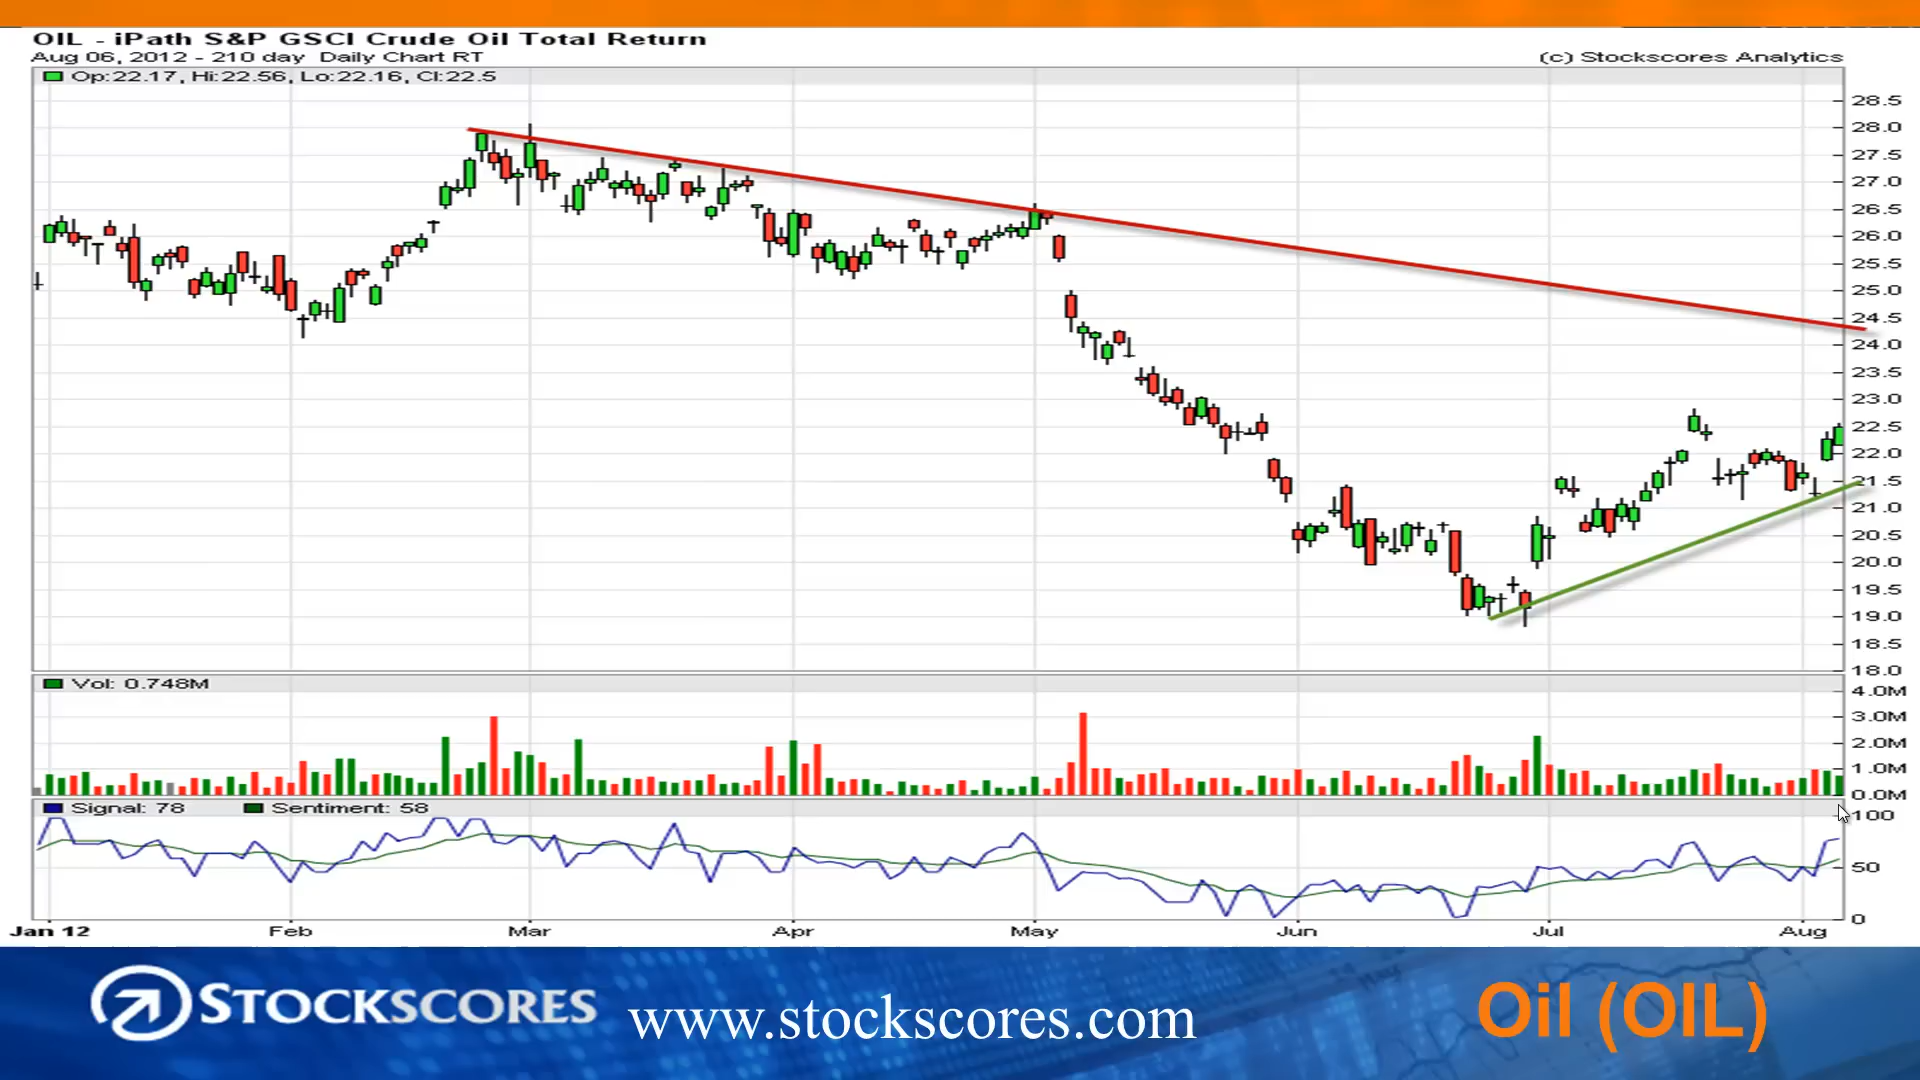 OIL - iPath S&P GSCI Crude Oil Total Return
Aug 06, 2012 - 210 day  Daily Chart RT
(c) Stockscores Analytics
Op:22.17, Hi:22.56, Lo:22.16, Cl:22.5
28.5
28.0
27.5
27.0
26.5
26.0
25.5
25.0
24.5
24.0
23.5
23.0
22.5
22.0
21.5
21.0
20.5
20.0
19.5
19.0
18.5
18.0
Vol: 0.748M
4.0M
3.0M
2.0M
1.0M
0.0M
Signal: 78  Sentiment: 58
100
50
0
Jan 12 Feb Mar Apr May Jun Jul Aug
STOCKSCORES
www.stockscores.com
Oil (OIL)